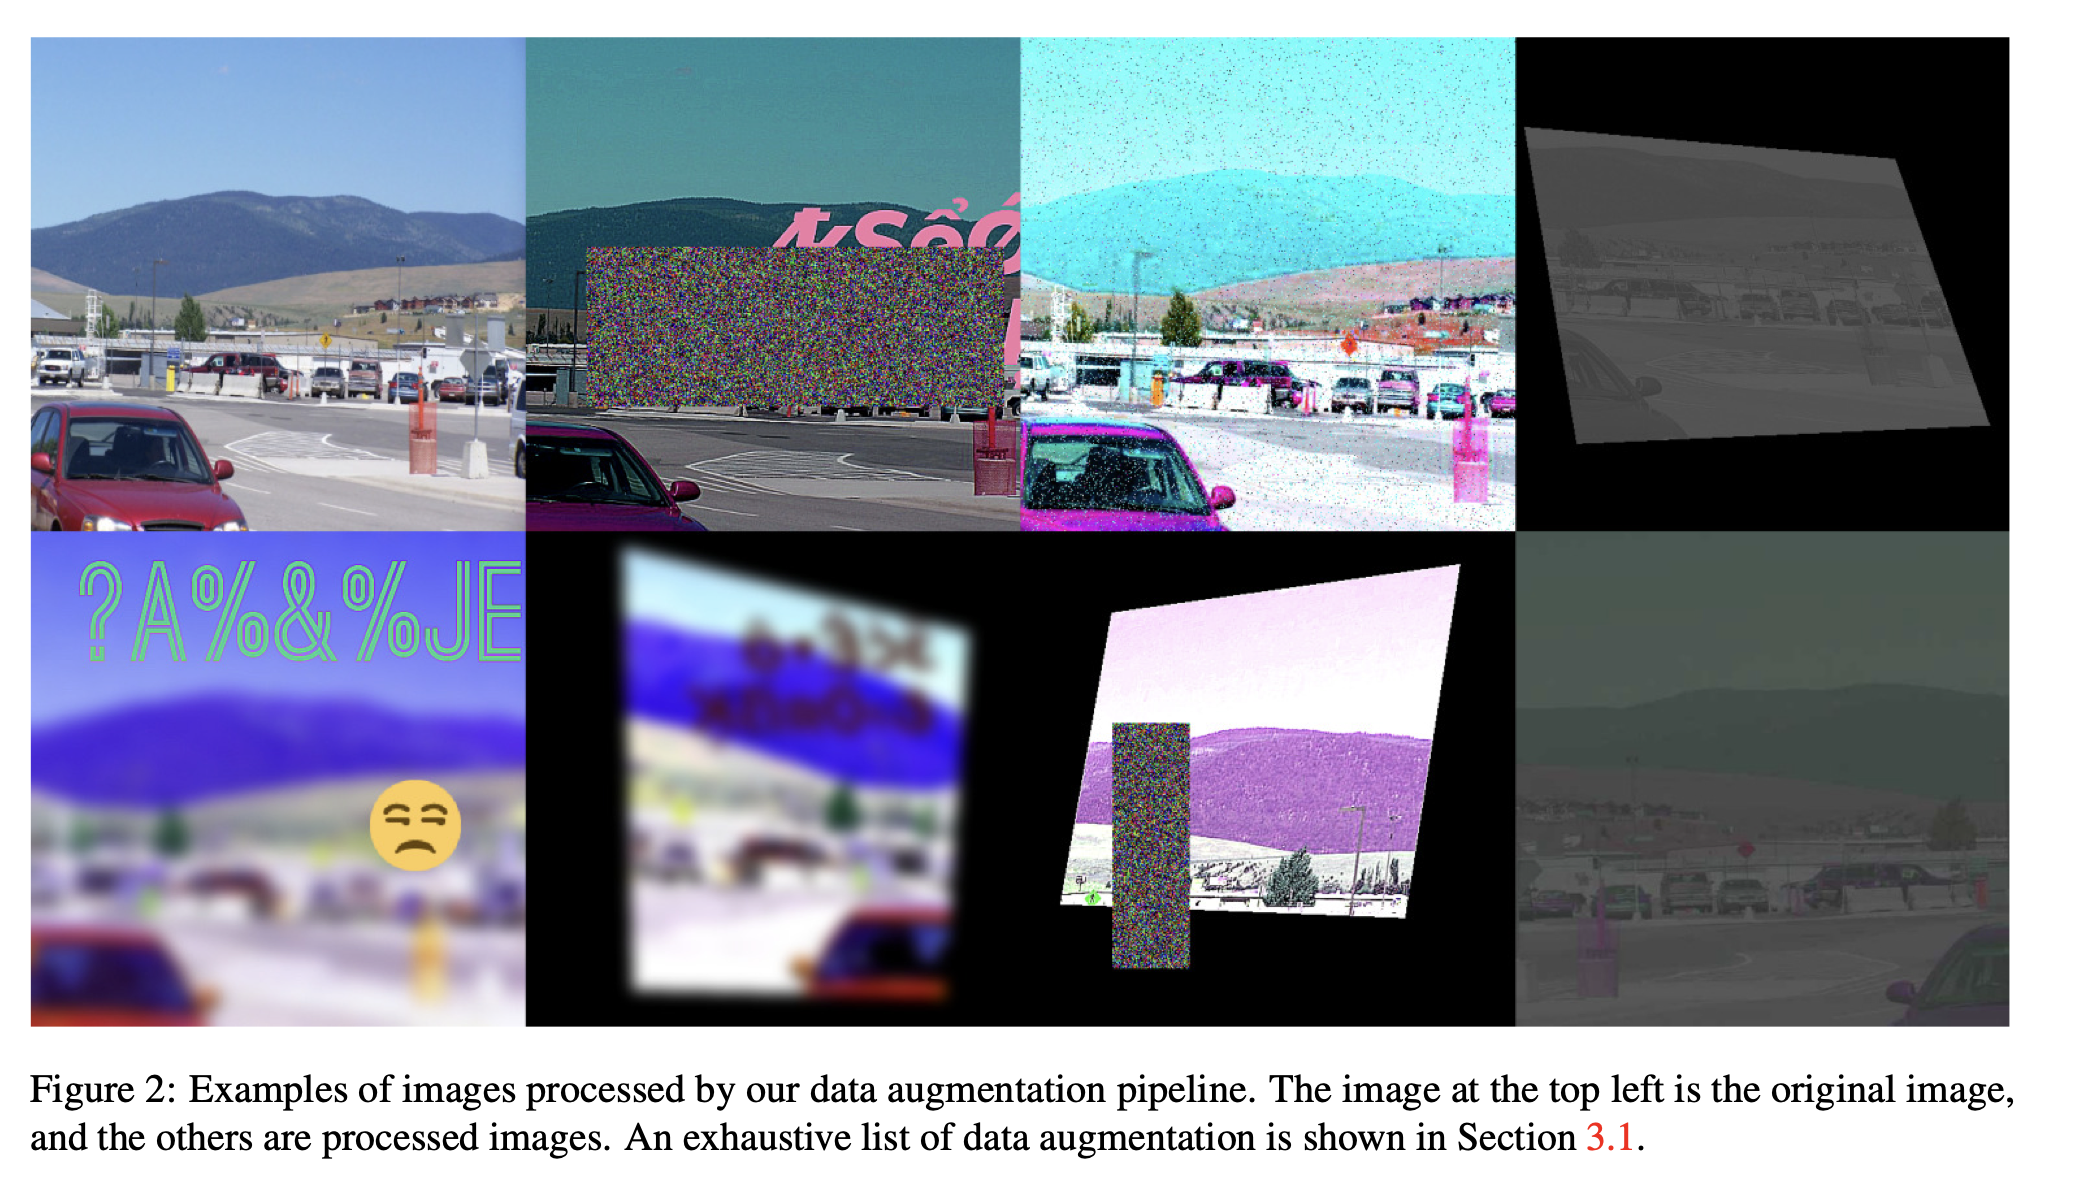 ?A%&%JE
Figure 2: Examples of images processed by our data augmentation pipeline. The image at the top left is the original image,
and the others are processed images. An exhaustive list of data augmentation is shown in Section 3.1.